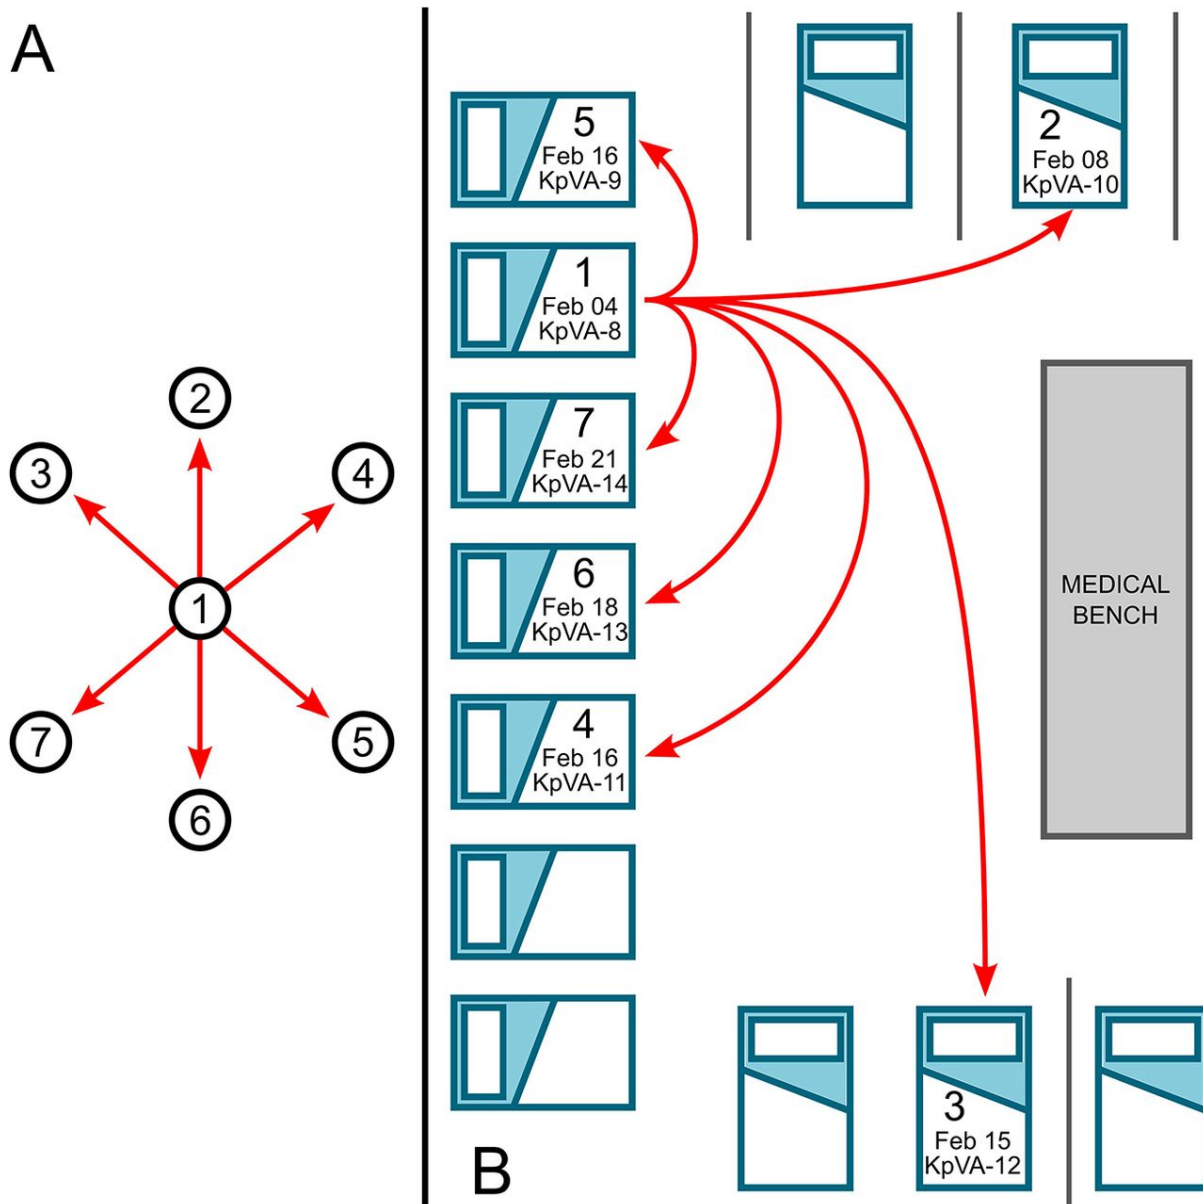 A
2
3
4
1
7
5
6
5
Feb 16
KpVA-9
1
Feb 04
KpVA-8
7
Feb 21
KpVA-14
6
Feb 18
KpVA-13
4
Feb 16
KpVA-11
2
Feb 08
KpVA-10
MEDICAL
BENCH
3
Feb 15
KpVA-12
B